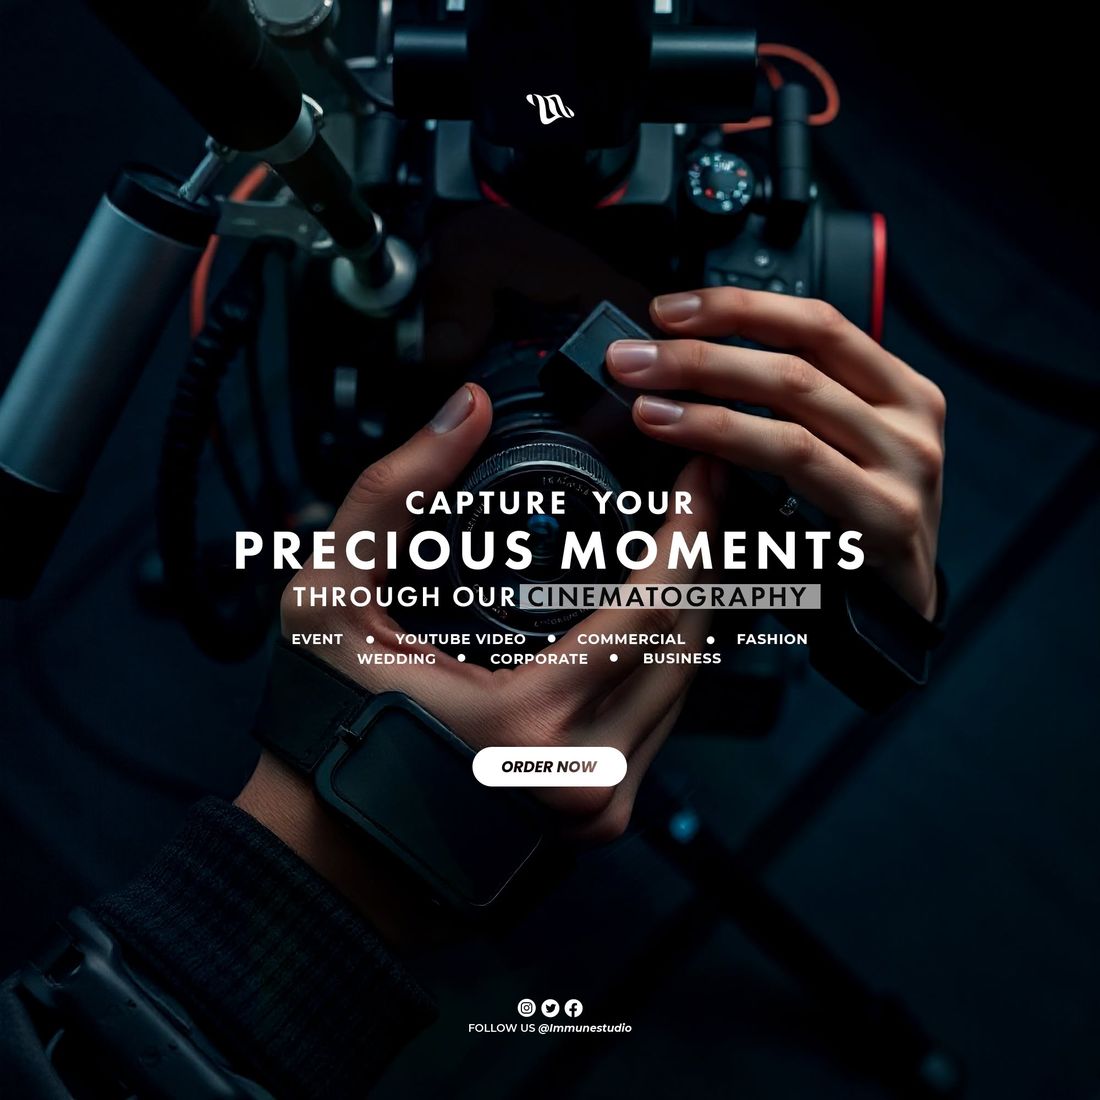 CAPTURE YOUR
PRECIOUS MOMENTS
THROUGH OUR CINEMATOGRAPHY
EVENT • YOUTUBE VIDEO • COMMERCIAL • FASHION
WEDDING • CORPORATE • BUSINESS
ORDER NOW
FOLLOW US @Immunestudio